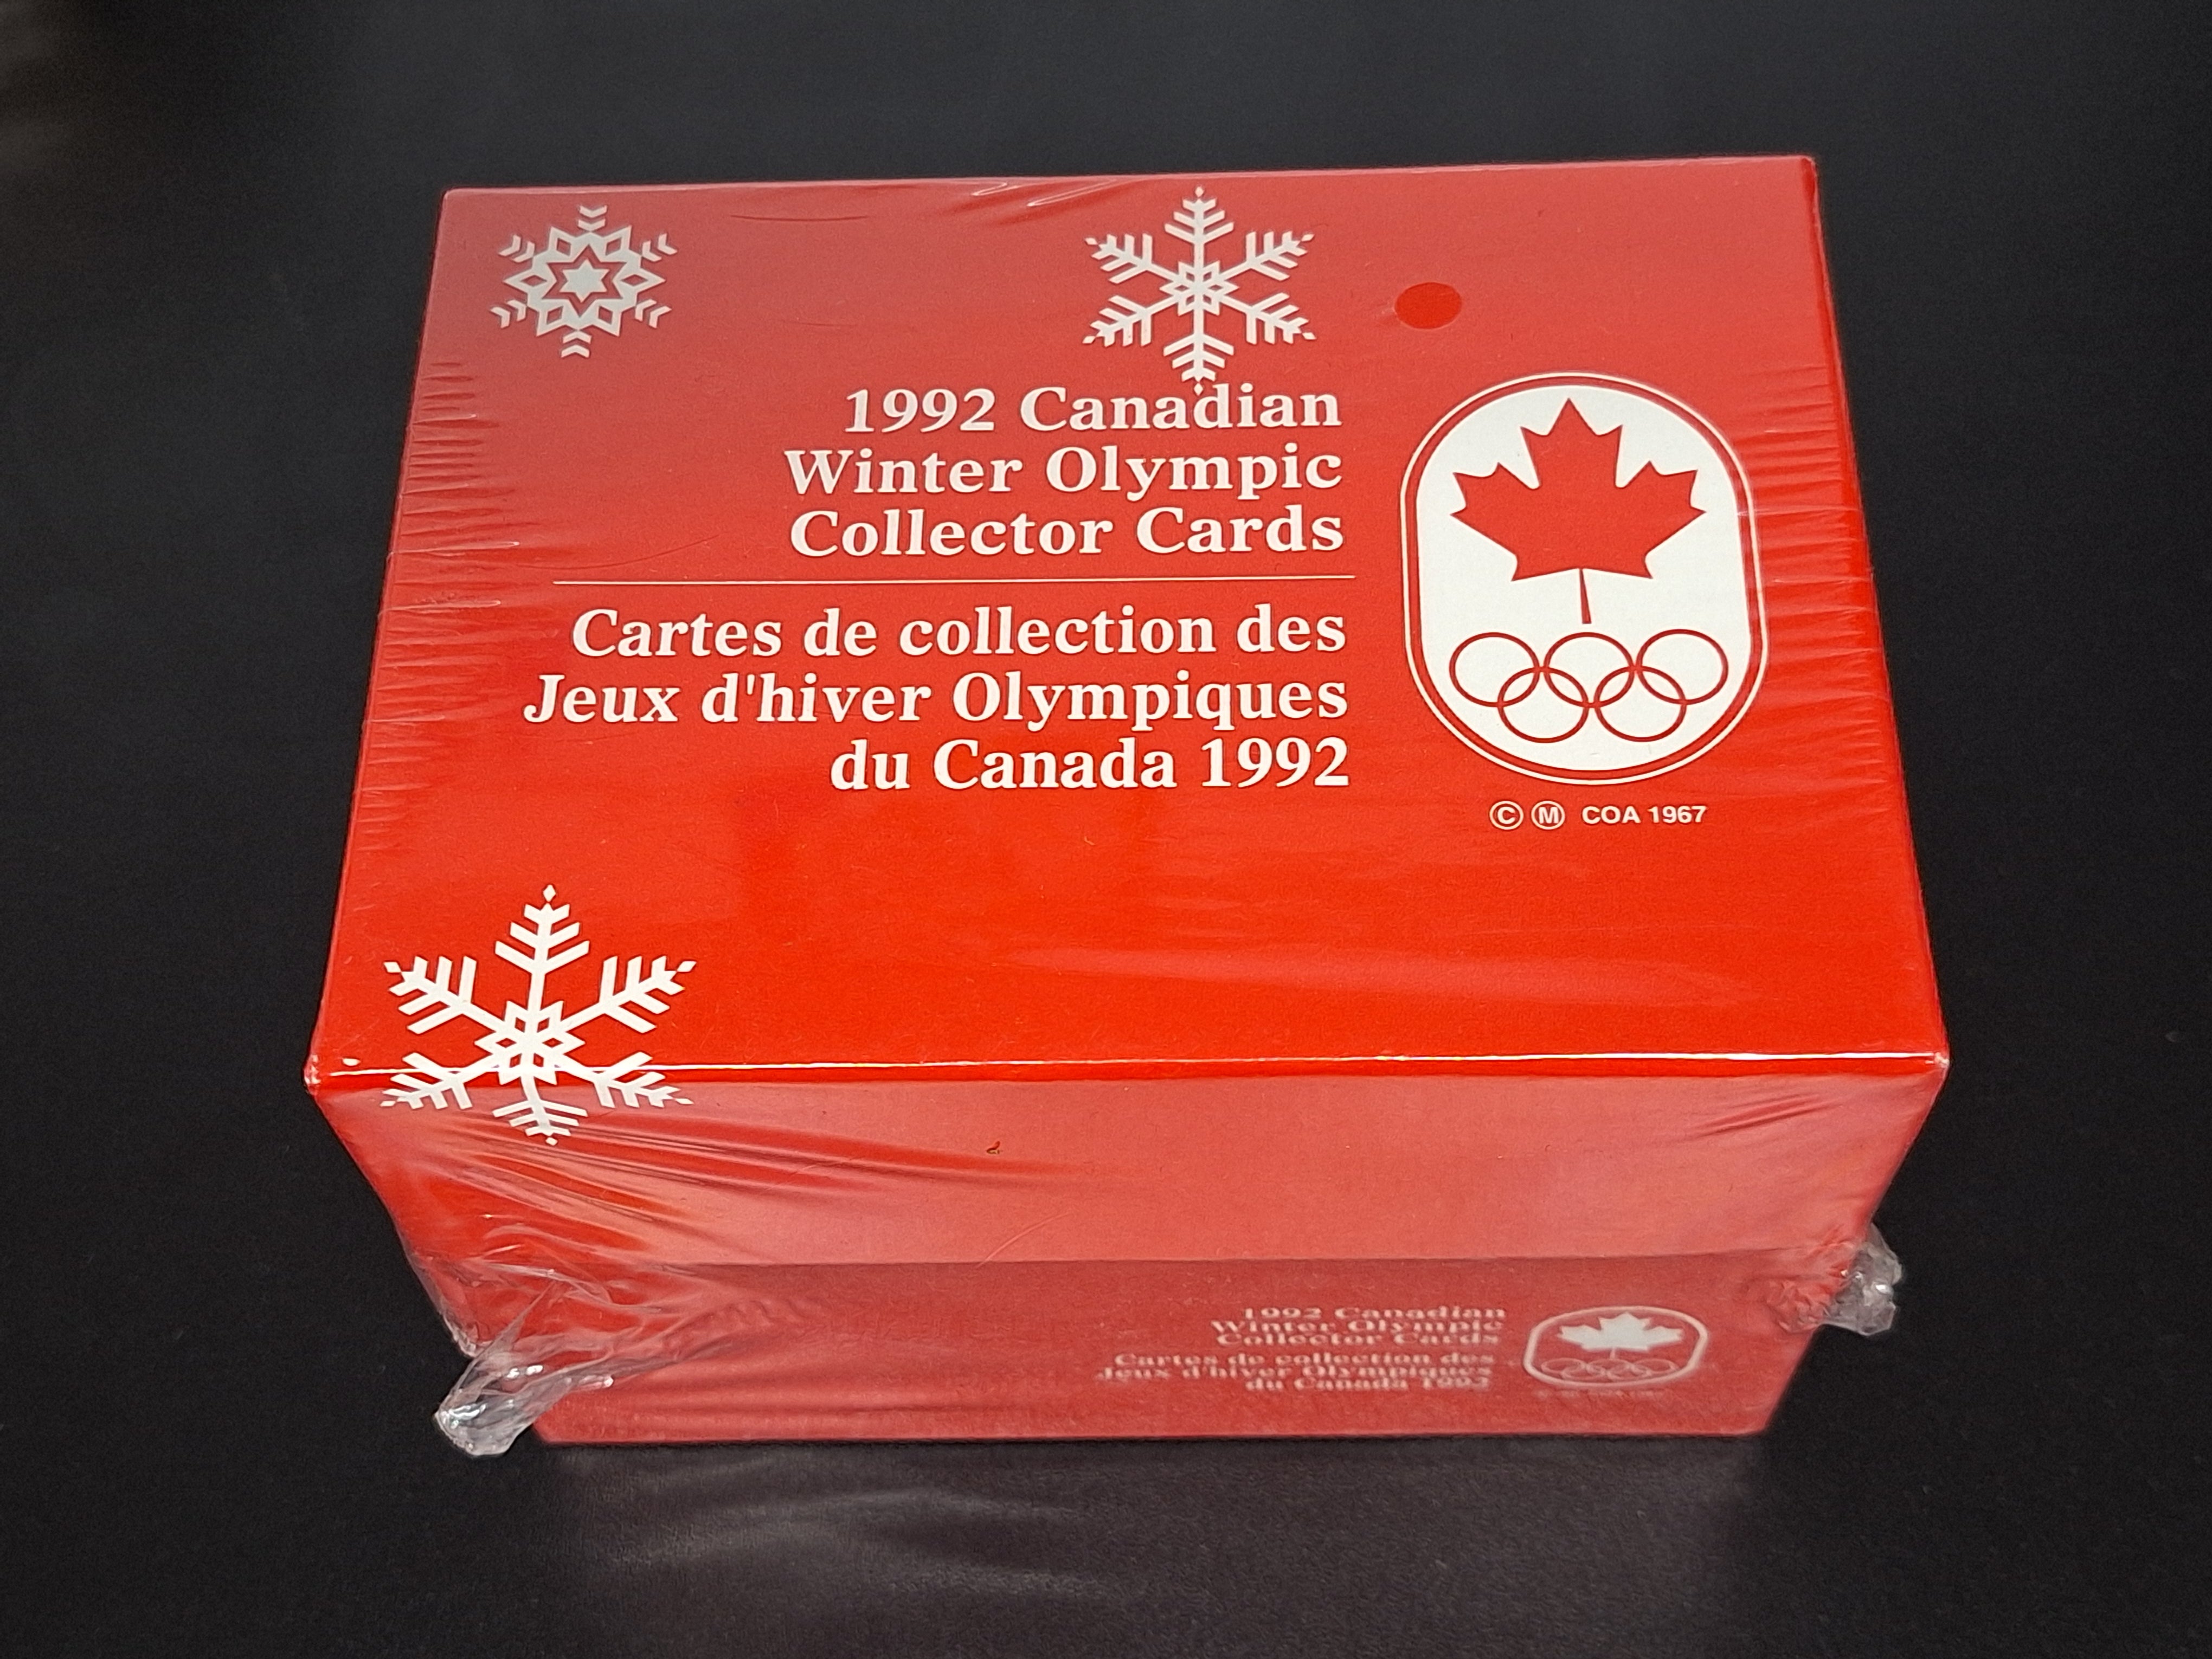 1992 Canadian
Winter Olympic
Collector Cards
Cartes de collection des
Jeux d'hiver Olympiques
du Canada 1992
© Ⓜ COA 1967
1992 Canadian
Winter Olympic
Collector Cards
Cartes de collection des
Jeux d'hiver Olympiques
du Canada 1992